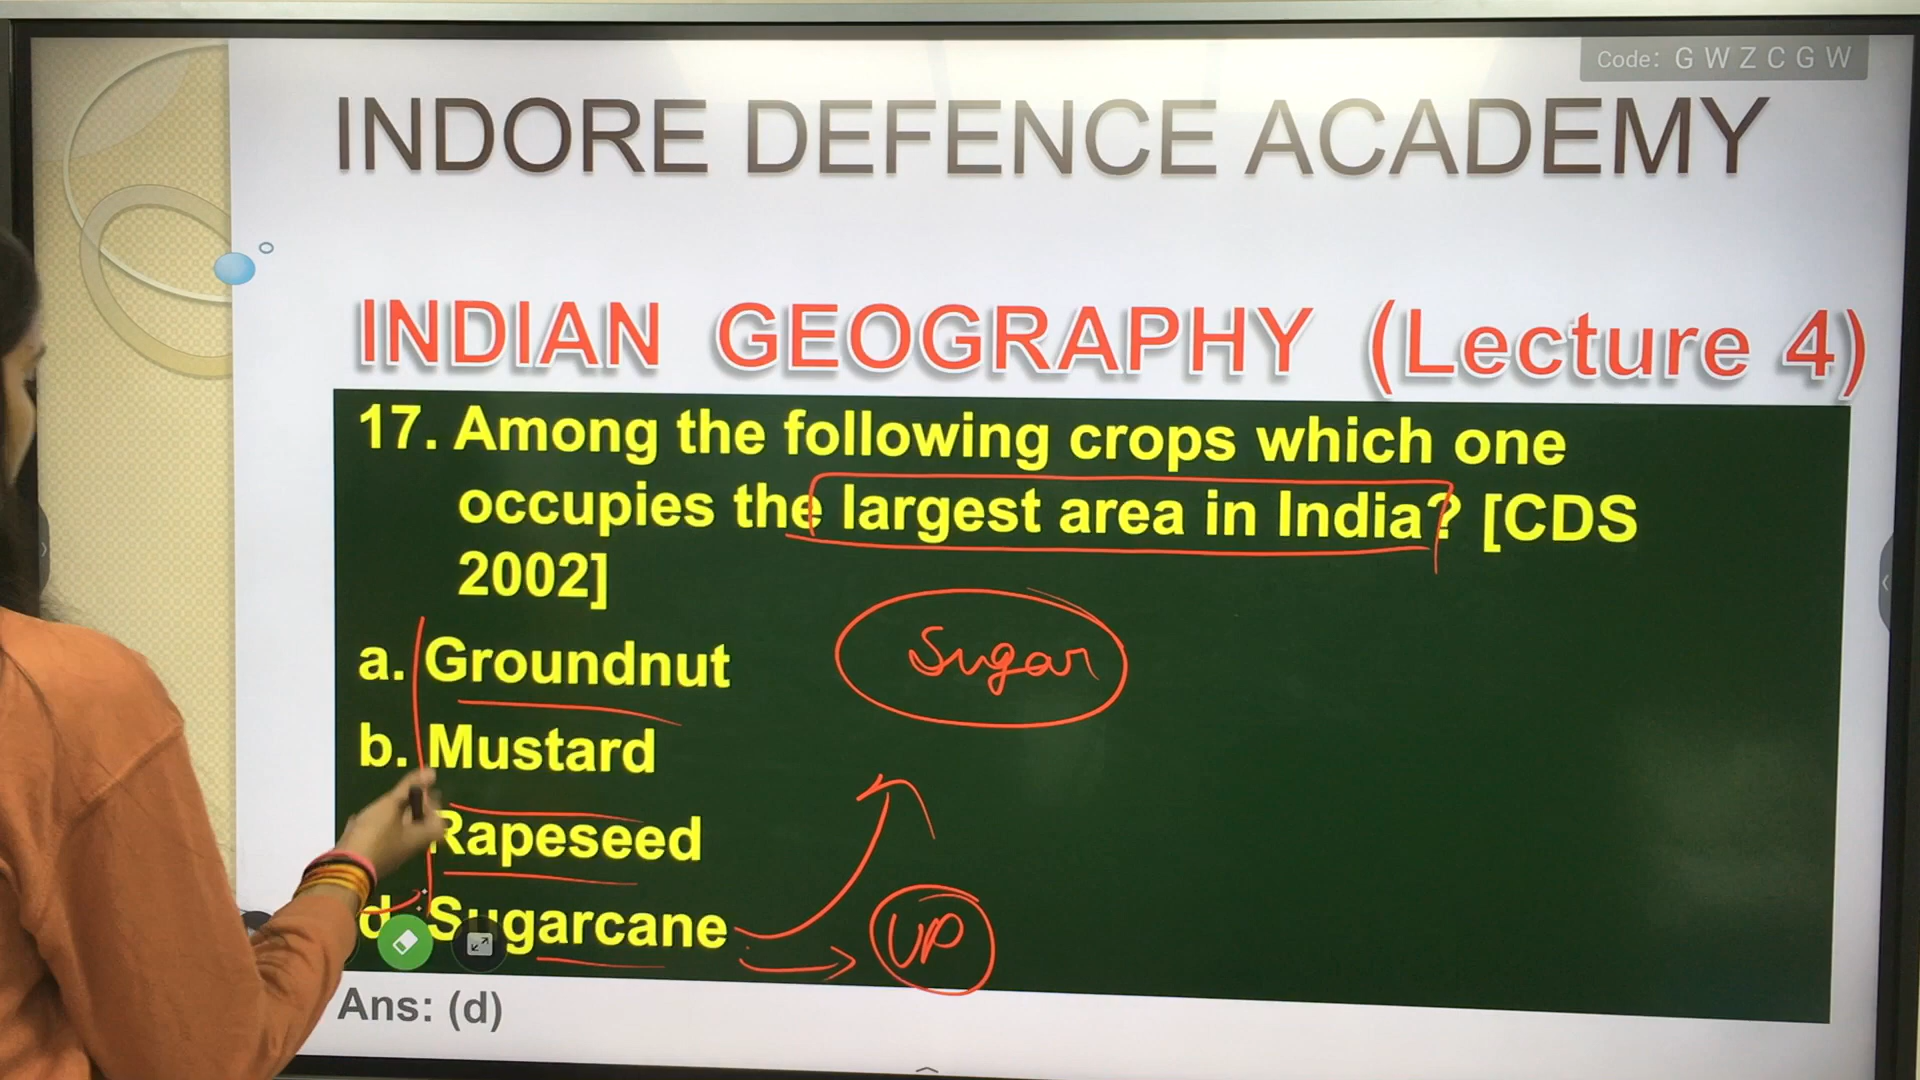 Code: GWZCGW
INDORE DEFENCE ACADEMY
INDIAN GEOGRAPHY (Lecture 4)
17. Among the following crops which one
occupies the largest area in India? [CDS
2002]
a. Groundnut
Sugar
b. Mustard
Rapeseed
d. Sugarcane
UP
Ans: (d)